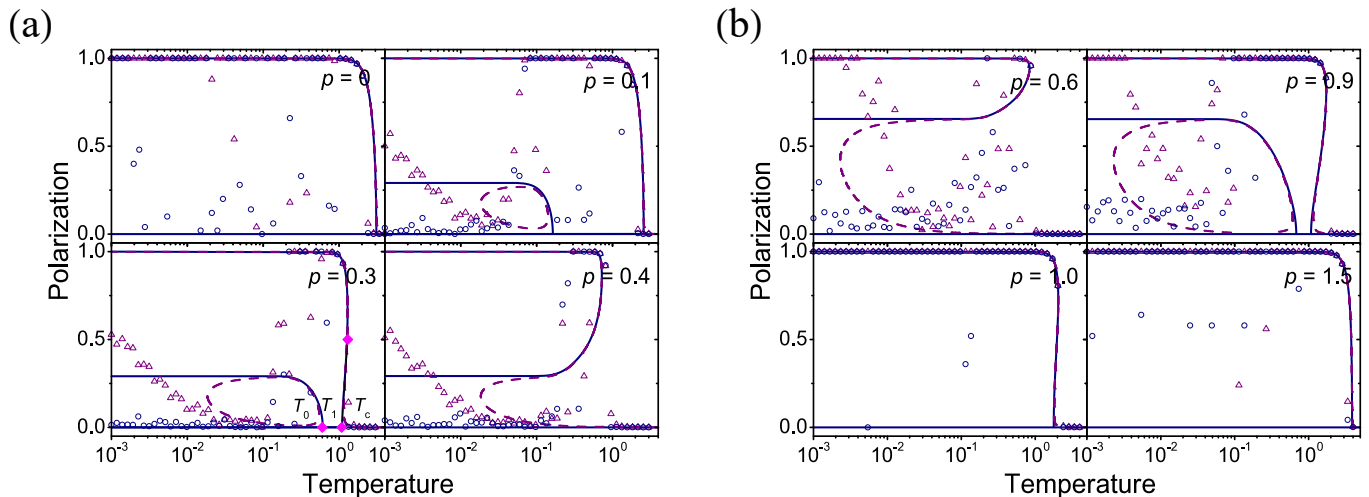 (a)
(b)
1.0
p = 0
p = 0.1
0.5
0.0
1.0
p = 0.3
p = 0.4
0.5
T0 T1 Tc
0.0
10-3 10-2 10-1 100 10-3 10-2 10-1 100
Polarization
Temperature
1.0
p = 0.6
p = 0.9
0.5
0.0
1.0
p = 1.0
p = 1.5
0.5
0.0
10-3 10-2 10-1 100 10-3 10-2 10-1 100
Polarization
Temperature